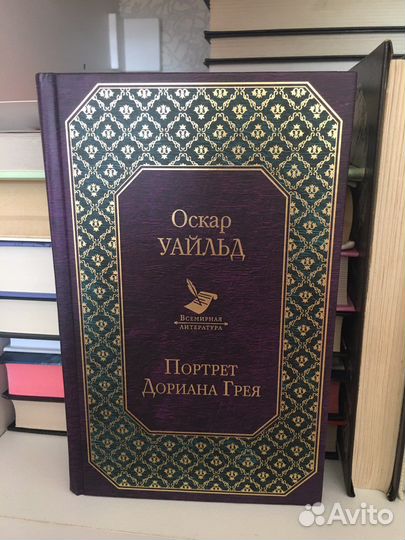 Оскар
УАЙЛЬД
ВСЕМИРНАЯ
ЛИТЕРАТУРА
ПОРТРЕТ
ДОРИАНА ГРЕЯ
Avito